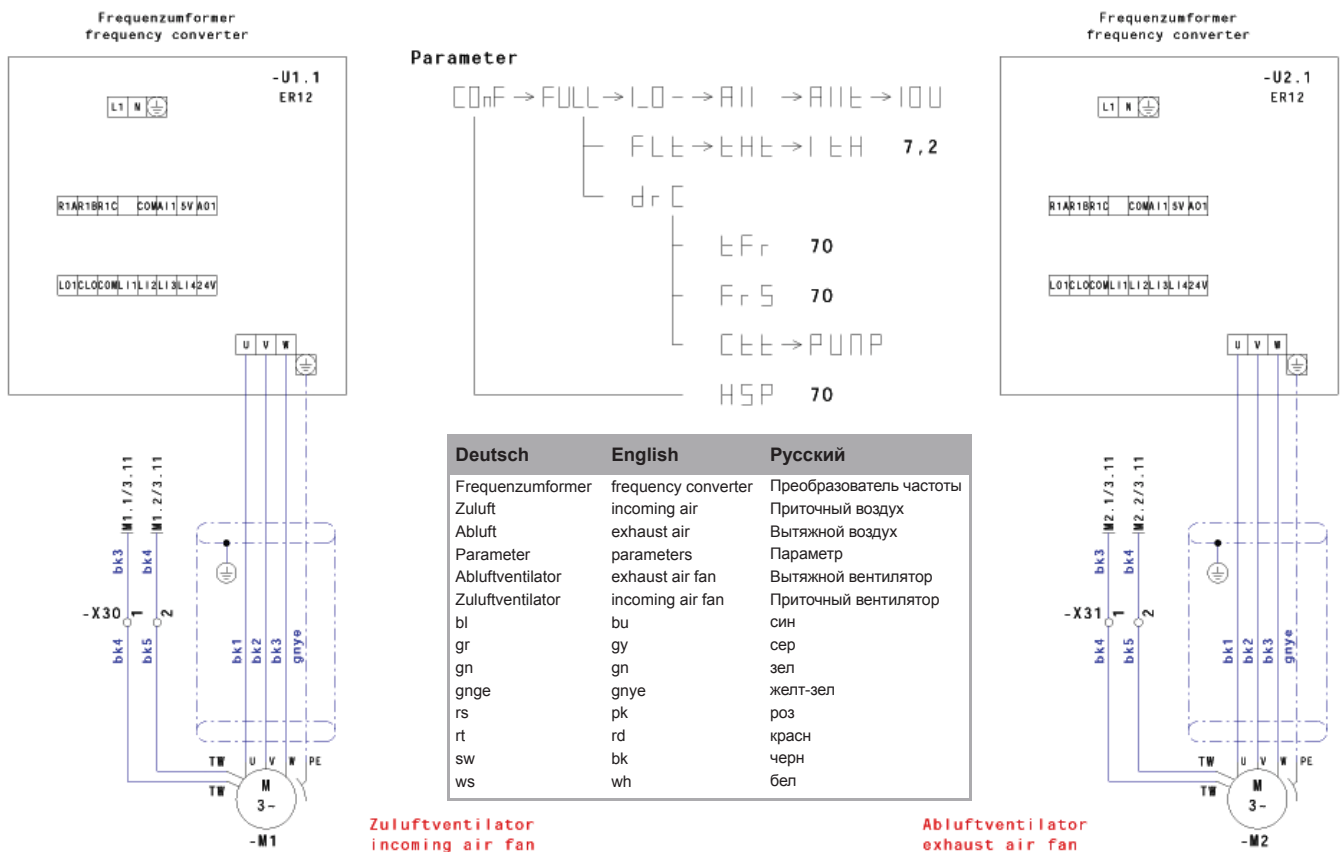 Frequenzumformer
frequency converter
-U1.1
ER12
L1 N
R1A R1B R1C COM AI1 5V AO1
LO1 CLO COM LI1 LI2 LI3 LI4 24V
U V W
M1.1/3.11
M1.2/3.11
bk3
bk4
-X30
1
2
bk4
bk5
bk1
bk2
bk3
gnye
TW
TW
U V W PE
M
3~
-M1
Zuluftventilator
incoming air fan
Parameter
COnF → FULL → I_O- → AI1 → AI1t → 10U
FLt → tHt → ItH 7,2
drC
tFr 70
FrS 70
Ctt → PUMP
HSP 70
Deutsch English Русский
Frequenzumformer frequency converter Преобразователь частоты
Zuluft incoming air Приточный воздух
Abluft exhaust air Вытяжной воздух
Parameter parameters Параметр
Abluftventilator exhaust air fan Вытяжной вентилятор
Zuluftventilator incoming air fan Приточный вентилятор
bl bu син
gr gy сер
gn gn зел
gnge gnye желт-зел
rs pk роз
rt rd красн
sw bk черн
ws wh бел
Frequenzumformer
frequency converter
-U2.1
ER12
L1 N
R1A R1B R1C COM AI1 5V AO1
LO1 CLO COM LI1 LI2 LI3 LI4 24V
U V W
M2.1/3.11
M2.2/3.11
bk3
bk4
-X31
1
2
bk4
bk5
bk1
bk2
bk3
gnye
TW
TW
U V W PE
M
3~
-M2
Abluftventilator
exhaust air fan